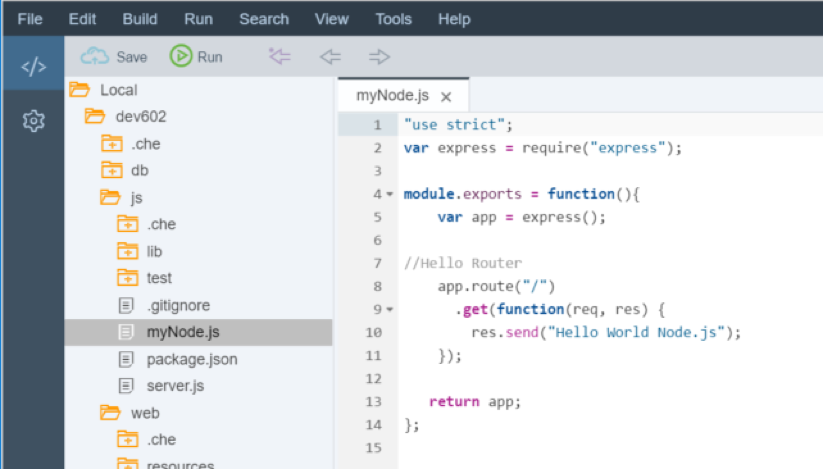 File Edit Build Run Search View Tools Help
Save Run
Local
dev602
.che
db
js
.che
lib
test
.gitignore
myNode.js
package.json
server.js
web
.che
resources
myNode.js ×
1 "use strict";
2 var express = require("express");
3
4 module.exports = function(){
5 var app = express();
6
7 //Hello Router
8 app.route("/")
9 .get(function(req, res) {
10 res.send("Hello World Node.js");
11 });
12
13 return app;
14 };
15